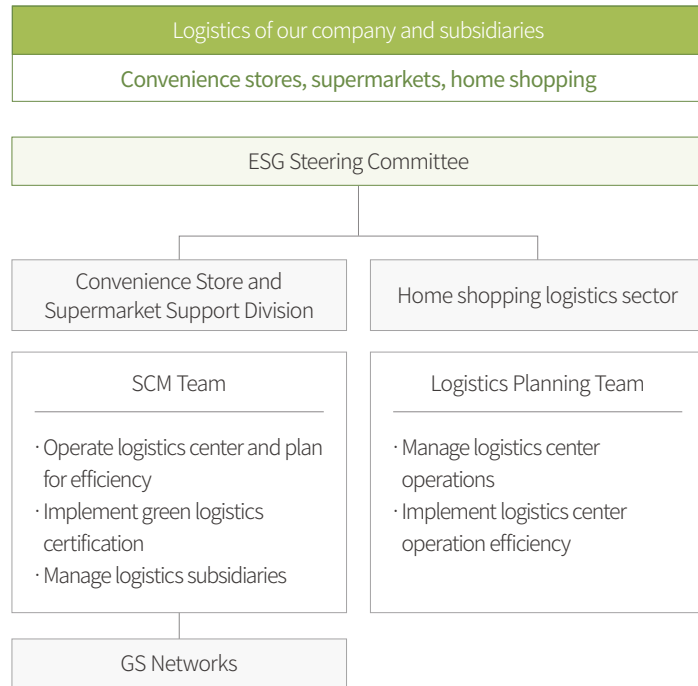 Logistics of our company and subsidiaries
Convenience stores, supermarkets, home shopping
ESG Steering Committee
Convenience Store and
Supermarket Support Division
Home shopping logistics sector
SCM Team
· Operate logistics center and plan
for efficiency
· Implement green logistics
certification
· Manage logistics subsidiaries
Logistics Planning Team
· Manage logistics center
operations
· Implement logistics center
operation efficiency
GS Networks